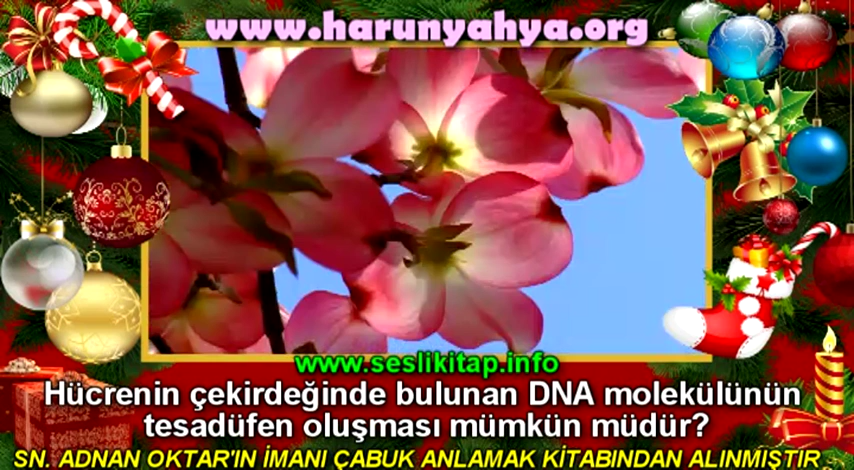 www.harunyahya.org
www.seslikitap.info
Hücrenin çekirdeğinde bulunan DNA molekülünün
tesadüfen oluşması mümkün müdür?
SN. ADNAN OKTAR'IN İMANI ÇABUK ANLAMAK KİTABINDAN ALINMIŞTIR